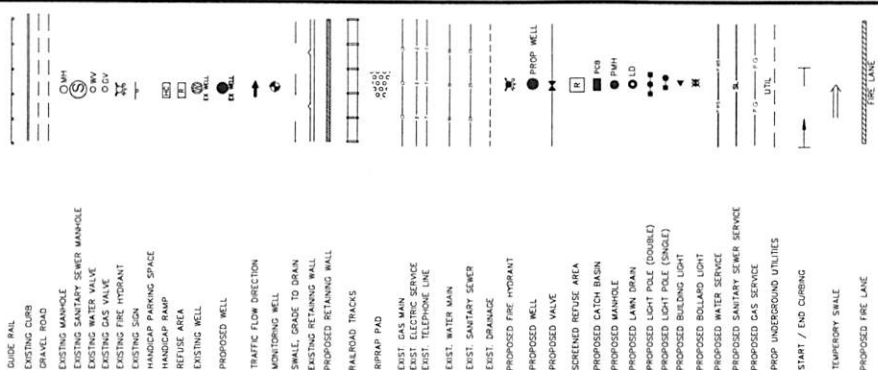 GUIDE RAIL
EXISTING CURB
GRAVEL ROAD
EXISTING MANHOLE
MH
EXISTING SANITARY SEWER MANHOLE
S
EXISTING WATER VALVE
WV
EXISTING GAS VALVE
GV
EXISTING FIRE HYDRANT
EXISTING SIGN
HANDICAP PARKING SPACE
HANDICAP RAMP
HC
REFUSE AREA
R
EXISTING WELL
EX WELL
PROPOSED WELL
EX WELL
TRAFFIC FLOW DIRECTION
MONITORING WELL
SWALE, GRADE TO DRAIN
EXISTING RETAINING WALL
PROPOSED RETAINING WALL
RAILROAD TRACKS
RIPRAP PAD
EXIST. GAS MAIN
EXIST. ELECTRIC SERVICE
EXIST. TELEPHONE LINE
EXIST. WATER MAIN
EXIST. SANITARY SEWER
EXIST. DRAINAGE
PROPOSED FIRE HYDRANT
PROPOSED WELL
PROP WELL
PROPOSED VALVE
SCREENED REFUSE AREA
R
PROPOSED CATCH BASIN
PCB
PROPOSED MANHOLE
PMH
PROPOSED LAWN DRAIN
LD
PROPOSED LIGHT POLE (DOUBLE)
PROPOSED LIGHT POLE (SINGLE)
PROPOSED BUILDING LIGHT
PROPOSED BOLLARD LIGHT
PROPOSED WATER SERVICE
PROPOSED SANITARY SEWER SERVICE
SL
PROPOSED GAS SERVICE
PROP UNDERGROUND UTILITIES
UTIL
START / END CURBING
TEMPERORY SWALE
PROPOSED FIRE LANE
FIRE LANE